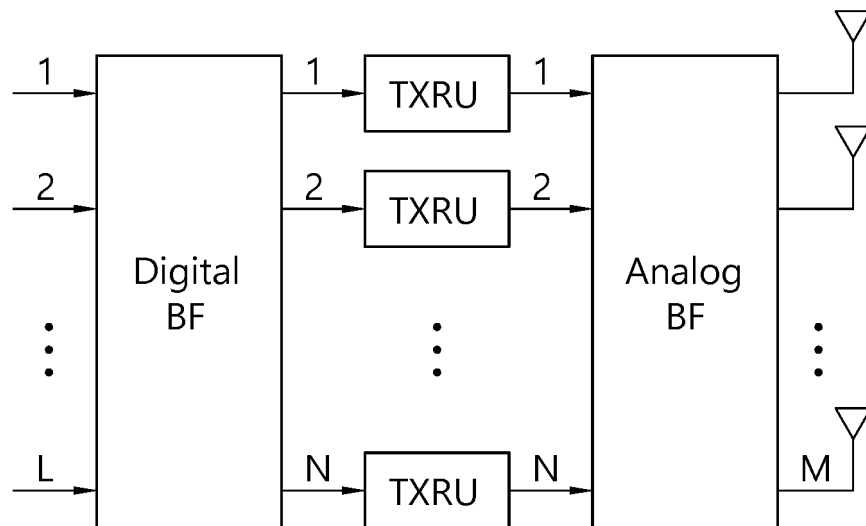 1 1 TXRU 1
2 2 TXRU 2
Digital BF
Analog BF
L N TXRU N M